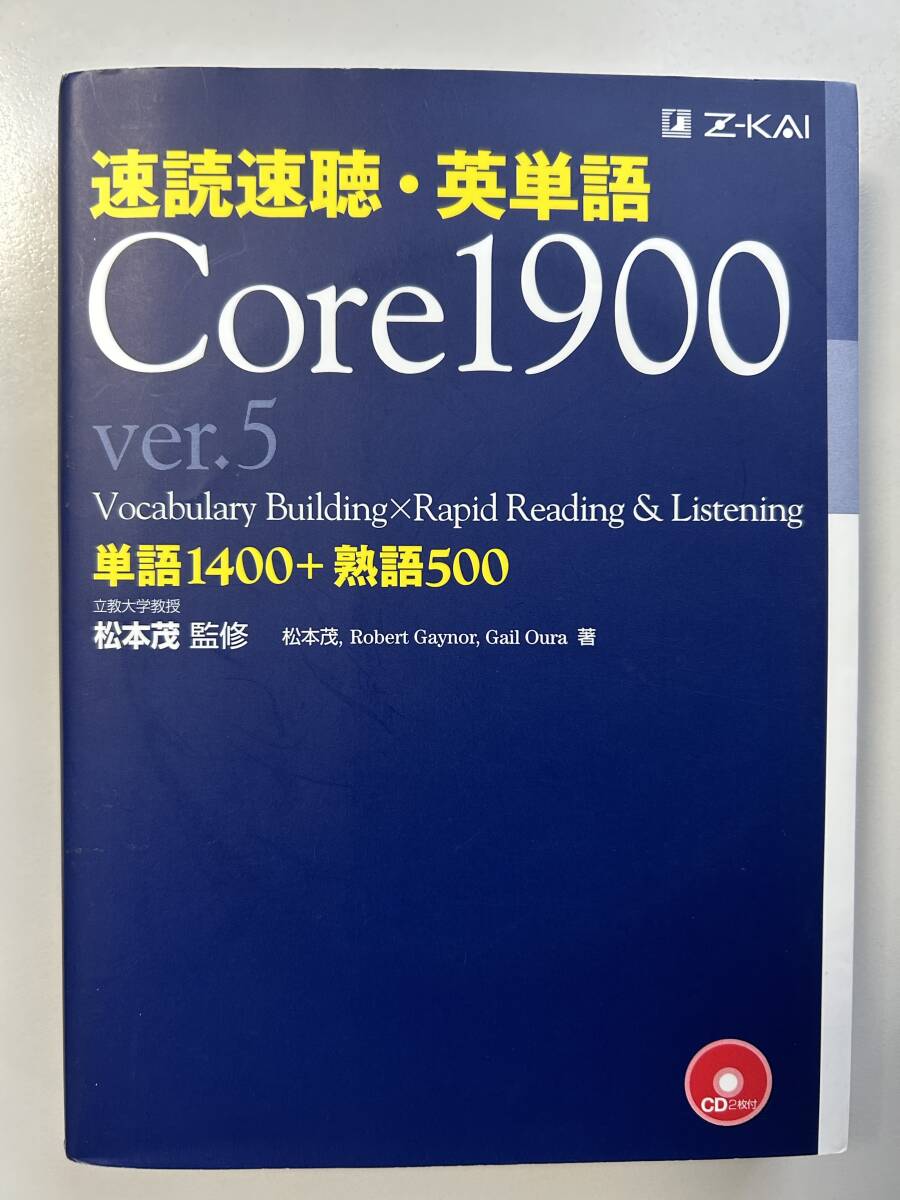 Z-KAI
速読速聴・英単語
Core1900
ver.5
Vocabulary Building×Rapid Reading & Listening
単語1400+熟語500
立教大学教授
松本茂 監修 松本茂, Robert Gaynor, Gail Oura 著
CD2枚付